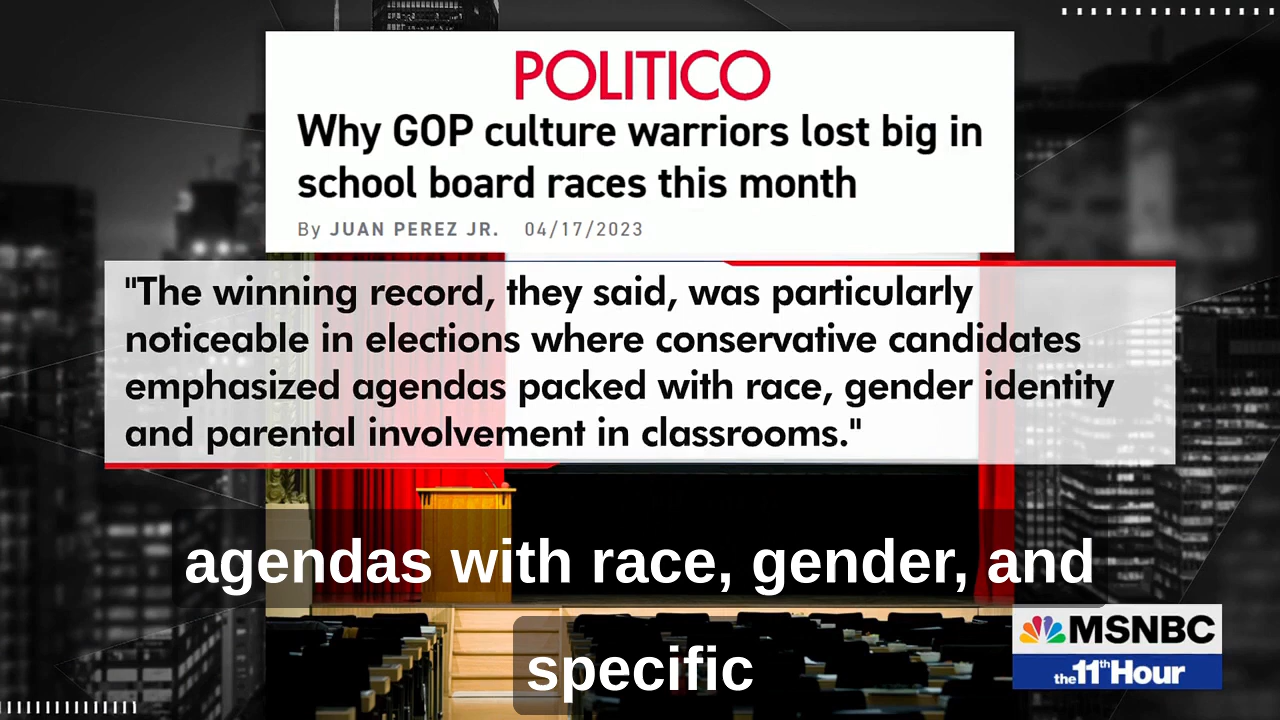 POLITICO
Why GOP culture warriors lost big in
school board races this month
By JUAN PEREZ JR. 04/17/2023
"The winning record, they said, was particularly
noticeable in elections where conservative candidates
emphasized agendas packed with race, gender identity
and parental involvement in classrooms."
agendas with race, gender, and
specific
MSNBC
the 11th Hour